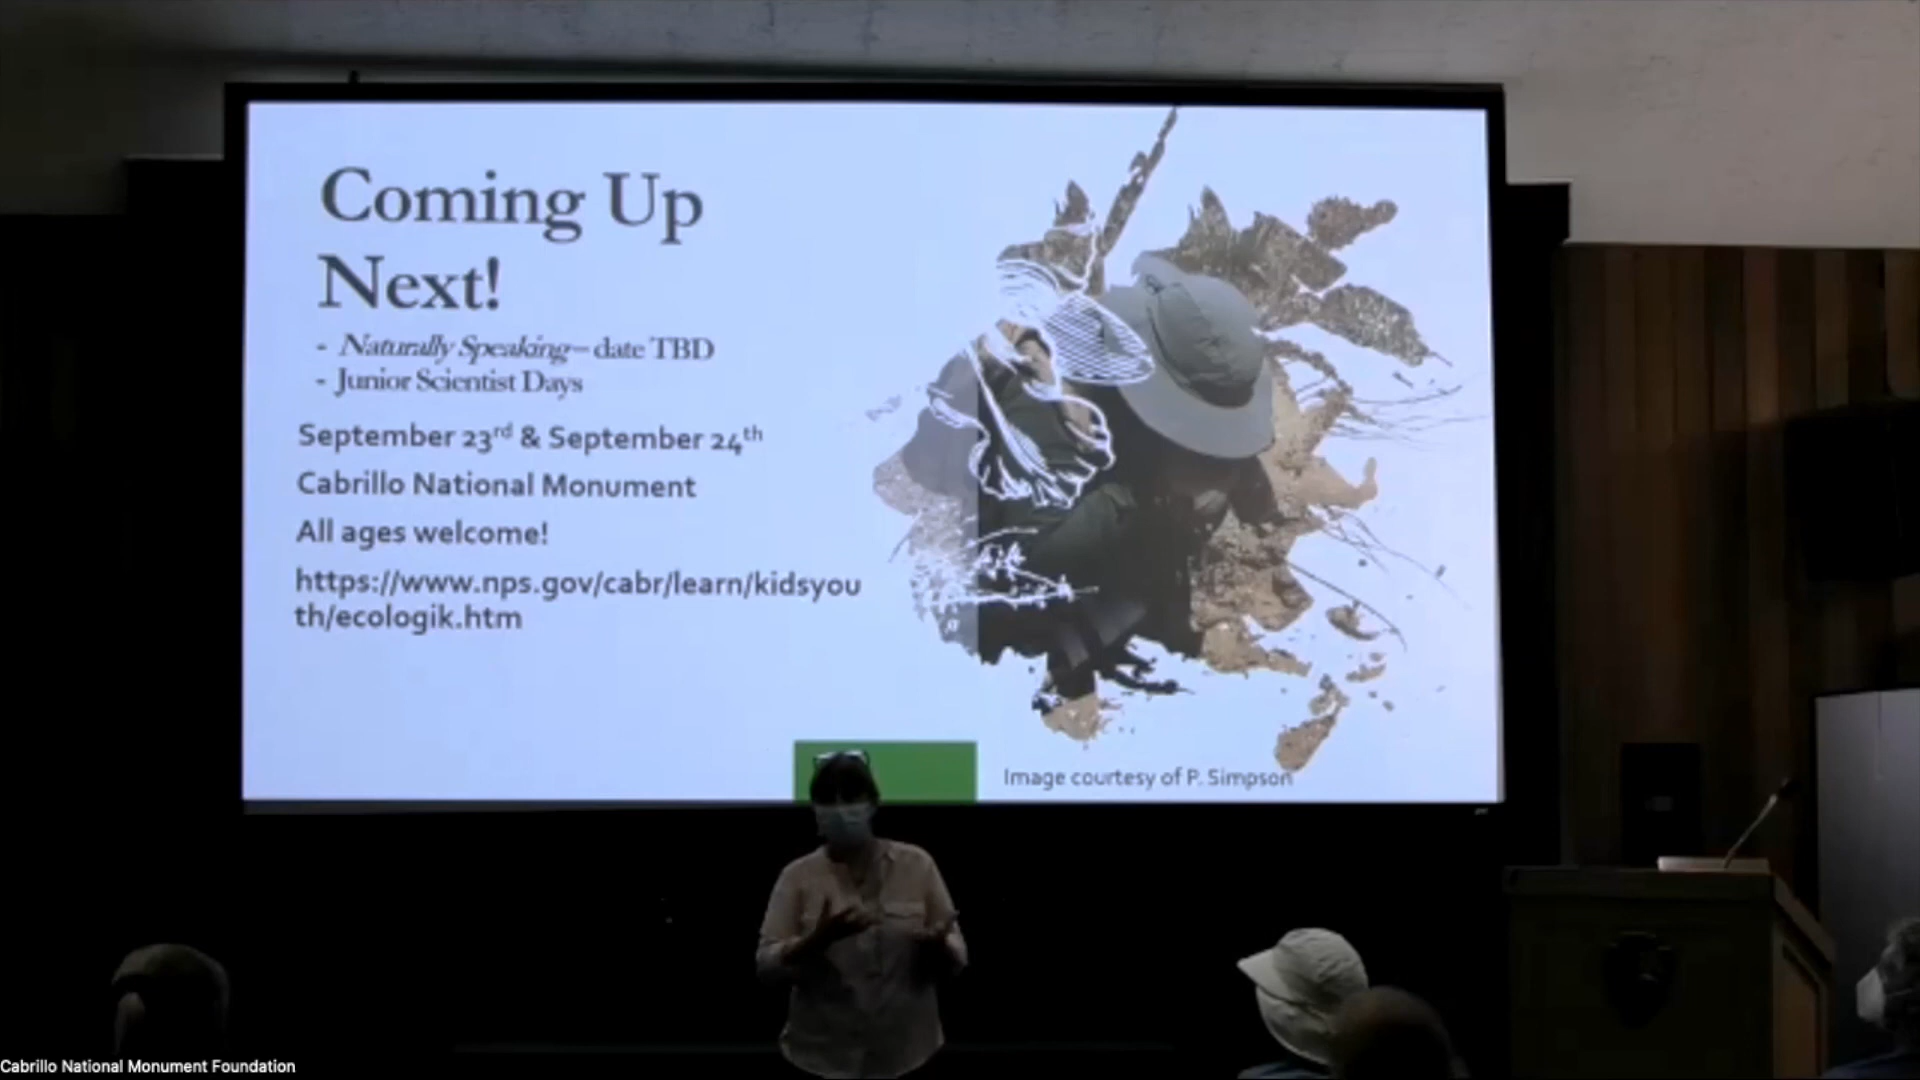 Coming Up
Next!
- Naturally Speaking – date TBD
- Junior Scientist Days
September 23rd & September 24th
Cabrillo National Monument
All ages welcome!
https://www.nps.gov/cabr/learn/kidsyou
th/ecologik.htm
Image courtesy of P. Simpson
Cabrillo National Monument Foundation